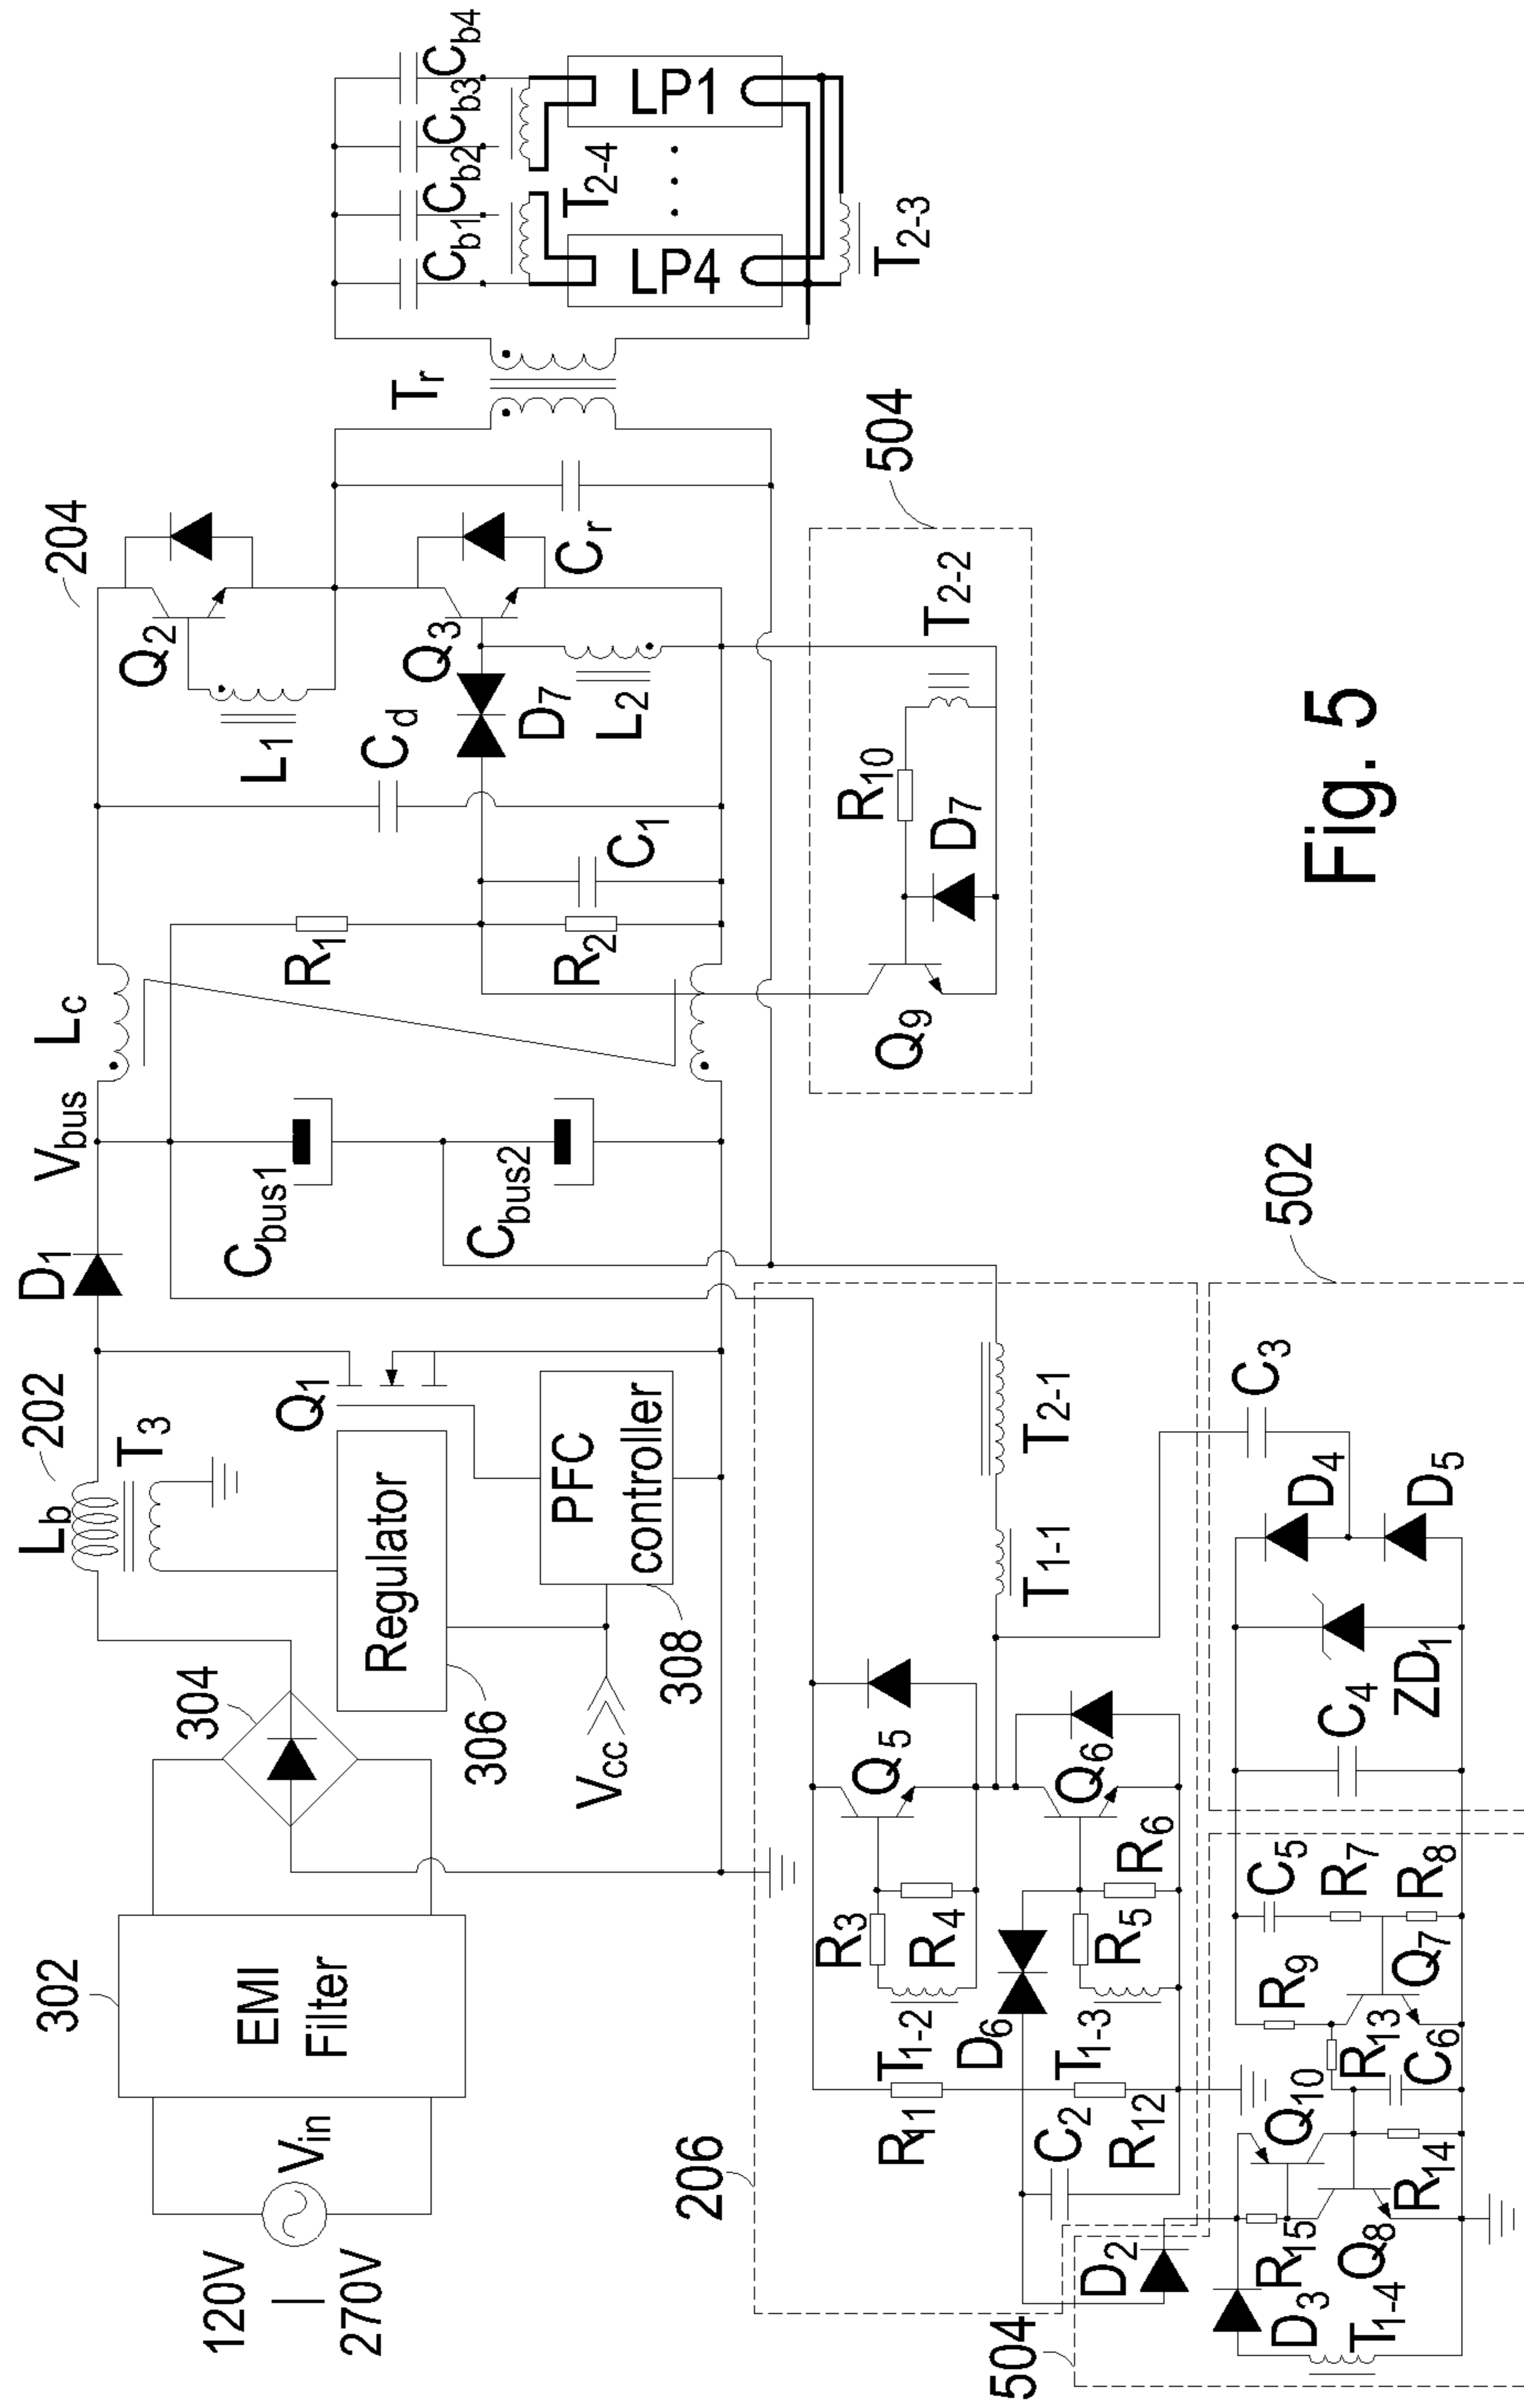 120V
270V
Vin
302
EMI
Filter
304
Lb
202
T3
Regulator
306
Vcc
PFC
controller
308
Q1
D1
Vbus
Cbus1
Cbus2
Lc
R1
R2
C1
Cd
L1
Q2
204
Q3
D7
L2
Cr
Tr
Cb1
Cb2
Cb3
Cb4
T2-4
LP4
LP1
T2-3
504
Q9
D7
R10
T2-2
206
R11
R12
C2
D6
T1-2
T1-3
R3
R4
R5
R6
Q5
Q6
T1-1
T2-1
504
D2
D3
T1-4
R15
Q8
Q10
R14
R13
C6
R9
Q7
C5
R7
R8
C4
ZD1
D4
D5
C3
502
Fig. 5